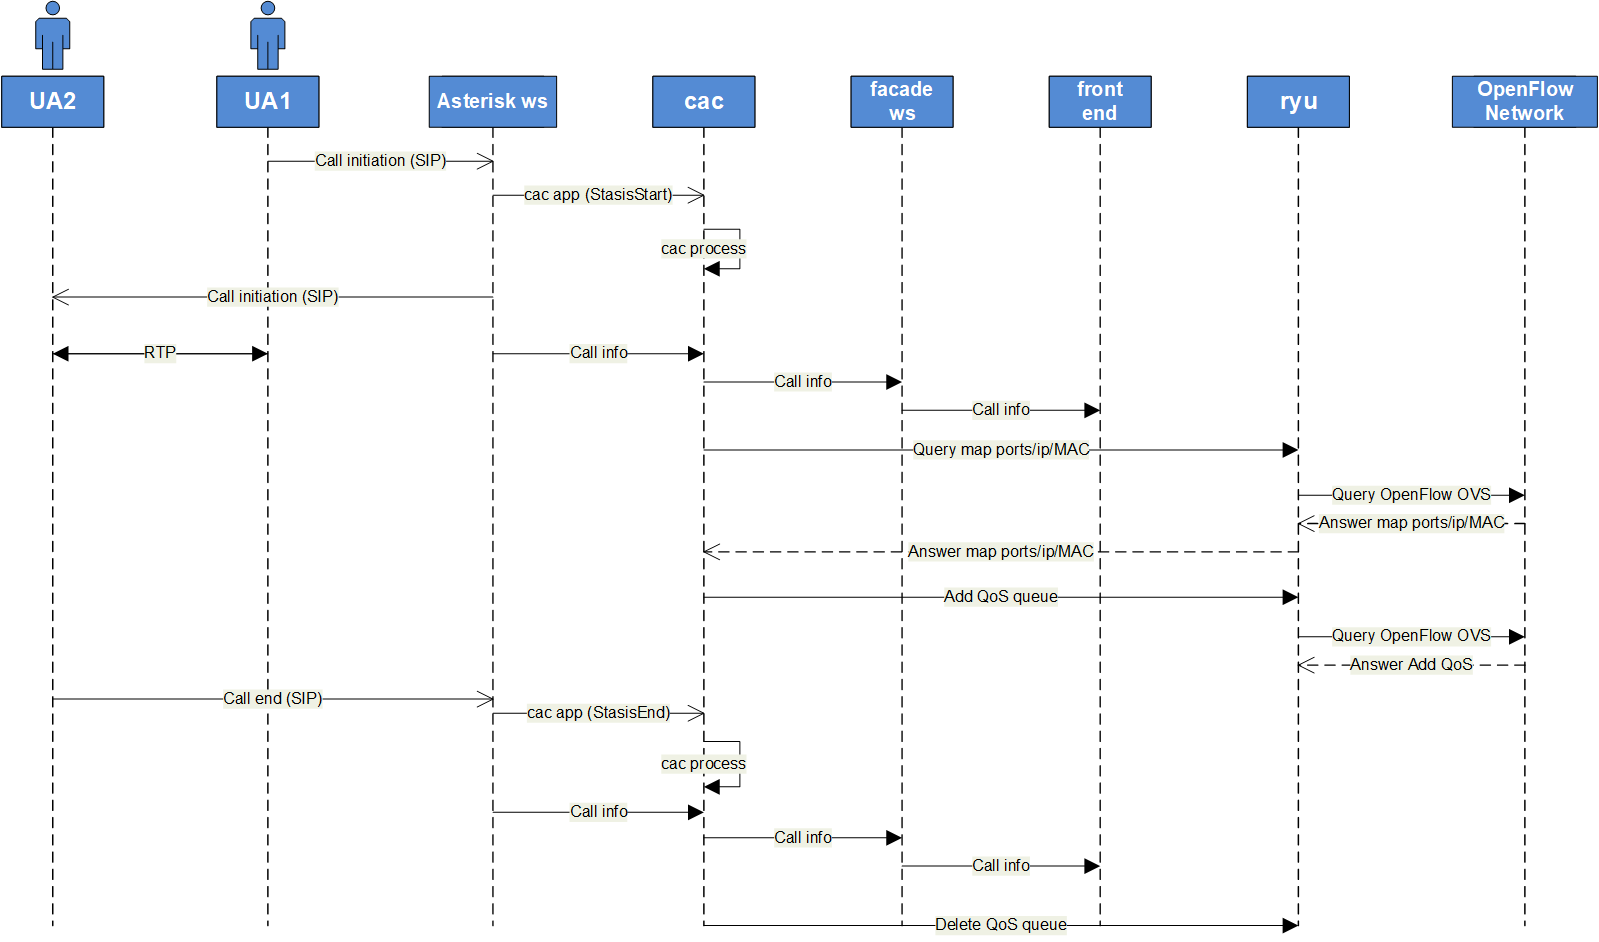 UA2
UA1
Asterisk ws
cac
facade
ws
front
end
ryu
OpenFlow
Network
Call initiation (SIP)
cac app (StasisStart)
cac process
Call initiation (SIP)
RTP
Call info
Call info
Call info
Query map ports/ip/MAC
Query OpenFlow OVS
Answer map ports/ip/MAC
Answer map ports/ip/MAC
Add QoS queue
Query OpenFlow OVS
Answer Add QoS
Call end (SIP)
cac app (StasisEnd)
cac process
Call info
Call info
Call info
Delete QoS queue